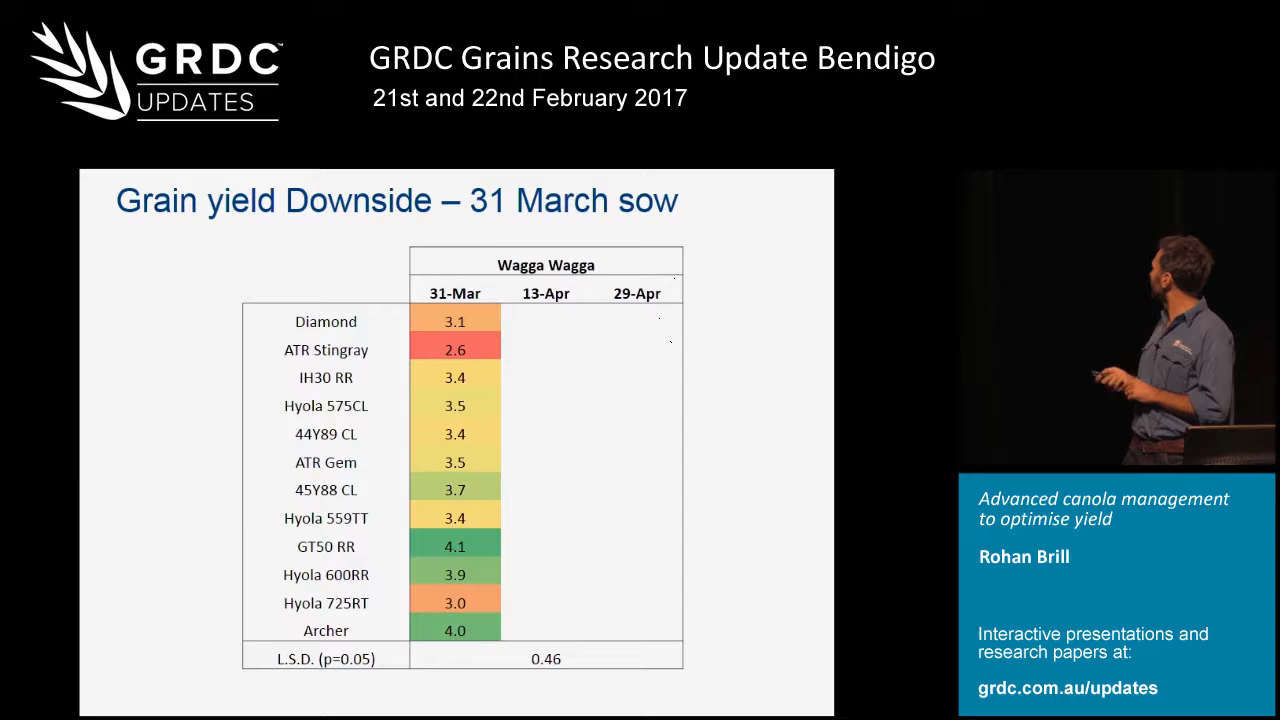 GRDC™
UPDATES
GRDC Grains Research Update Bendigo
21st and 22nd February 2017
Grain yield Downside – 31 March sow
Wagga Wagga
31-Mar 13-Apr 29-Apr
Diamond 3.1
ATR Stingray 2.6
IH30 RR 3.4
Hyola 575CL 3.5
44Y89 CL 3.4
ATR Gem 3.5
45Y88 CL 3.7
Hyola 559TT 3.4
GT50 RR 4.1
Hyola 600RR 3.9
Hyola 725RT 3.0
Archer 4.0
L.S.D. (p=0.05) 0.46
Advanced canola management
to optimise yield
Rohan Brill
Interactive presentations and
research papers at:
grdc.com.au/updates